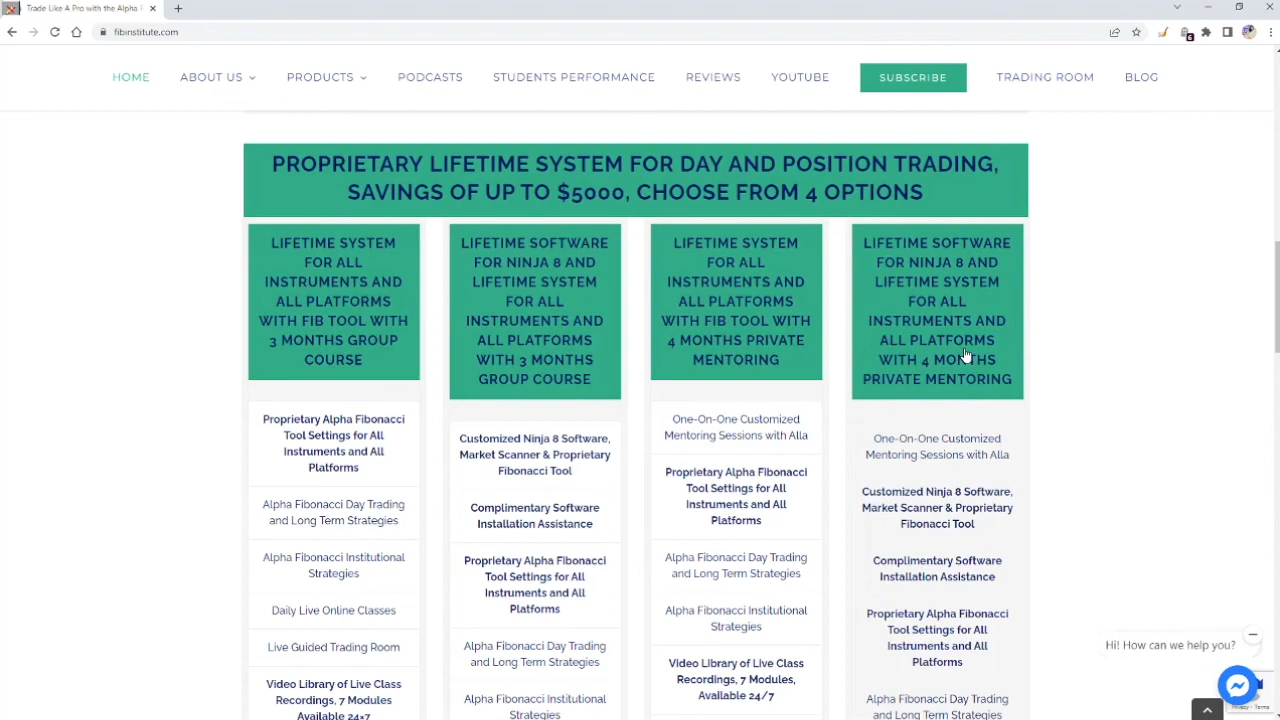 Trade Like A Pro with the Alpha
fibinstitute.com
6
HOME
ABOUT US
PRODUCTS
PODCASTS
STUDENTS PERFORMANCE
REVIEWS
YOUTUBE
SUBSCRIBE
TRADING ROOM
BLOG
PROPRIETARY LIFETIME SYSTEM FOR DAY AND POSITION TRADING,
SAVINGS OF UP TO $5000, CHOOSE FROM 4 OPTIONS
LIFETIME SYSTEM
FOR ALL
INSTRUMENTS AND
ALL PLATFORMS
WITH FIB TOOL WITH
3 MONTHS GROUP
COURSE
Proprietary Alpha Fibonacci
Tool Settings for All
Instruments and All
Platforms
Alpha Fibonacci Day Trading
and Long Term Strategies
Alpha Fibonacci Institutional
Strategies
Daily Live Online Classes
Live Guided Trading Room
Video Library of Live Class
Recordings, 7 Modules
Available 24×7
LIFETIME SOFTWARE
FOR NINJA 8 AND
LIFETIME SYSTEM
FOR ALL
INSTRUMENTS AND
ALL PLATFORMS
WITH 3 MONTHS
GROUP COURSE
Customized Ninja 8 Software,
Market Scanner & Proprietary
Fibonacci Tool
Complimentary Software
Installation Assistance
Proprietary Alpha Fibonacci
Tool Settings for All
Instruments and All
Platforms
Alpha Fibonacci Day Trading
and Long Term Strategies
Alpha Fibonacci Institutional
Strategies
LIFETIME SYSTEM
FOR ALL
INSTRUMENTS AND
ALL PLATFORMS
WITH FIB TOOL WITH
4 MONTHS PRIVATE
MENTORING
One-On-One Customized
Mentoring Sessions with Alla
Proprietary Alpha Fibonacci
Tool Settings for All
Instruments and All
Platforms
Alpha Fibonacci Day Trading
and Long Term Strategies
Alpha Fibonacci Institutional
Strategies
Video Library of Live Class
Recordings, 7 Modules,
Available 24/7
LIFETIME SOFTWARE
FOR NINJA 8 AND
LIFETIME SYSTEM
FOR ALL
INSTRUMENTS AND
ALL PLATFORMS
WITH 4 MONTHS
PRIVATE MENTORING
One-On-One Customized
Mentoring Sessions with Alla
Customized Ninja 8 Software,
Market Scanner & Proprietary
Fibonacci Tool
Complimentary Software
Installation Assistance
Proprietary Alpha Fibonacci
Tool Settings for All
Instruments and All
Platforms
Alpha Fibonacci Day Trading
and Long Term Strategies
Hi! How can we help you?
Privacy - Terms